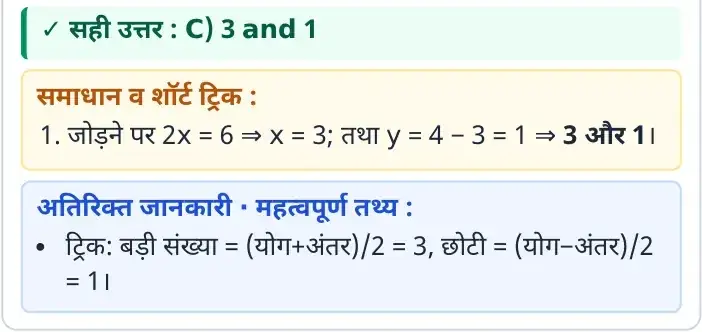 ✓ सही उत्तर : C) 3 and 1
समाधान व शॉर्ट ट्रिक :
1. जोड़ने पर 2x = 6 ⇒ x = 3; तथा y = 4 − 3 = 1 ⇒ 3 और 1।
अतिरिक्त जानकारी · महत्वपूर्ण तथ्य :
• ट्रिक: बड़ी संख्या = (योग+अंतर)/2 = 3, छोटी = (योग−अंतर)/2
= 1।